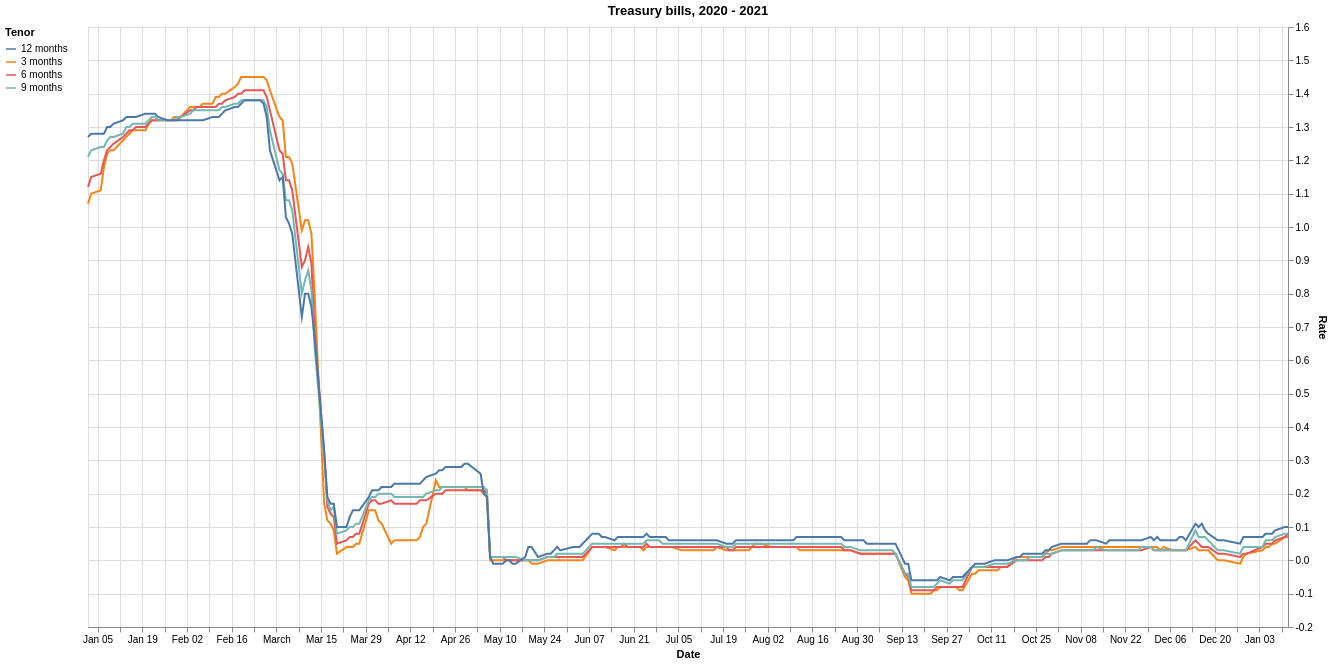 Treasury bills, 2020 - 2021
Tenor
12 months
3 months
6 months
9 months
1.6
1.5
1.4
1.3
1.2
1.1
1.0
0.9
0.8
0.7
0.6
0.5
0.4
0.3
0.2
0.1
0.0
-0.1
-0.2
Rate
Jan 05 Jan 19 Feb 02 Feb 16 March Mar 15 Mar 29 Apr 12 Apr 26 May 10 May 24 Jun 07 Jun 21 Jul 05 Jul 19 Aug 02 Aug 16 Aug 30 Sep 13 Sep 27 Oct 11 Oct 25 Nov 08 Nov 22 Dec 06 Dec 20 Jan 03
Date